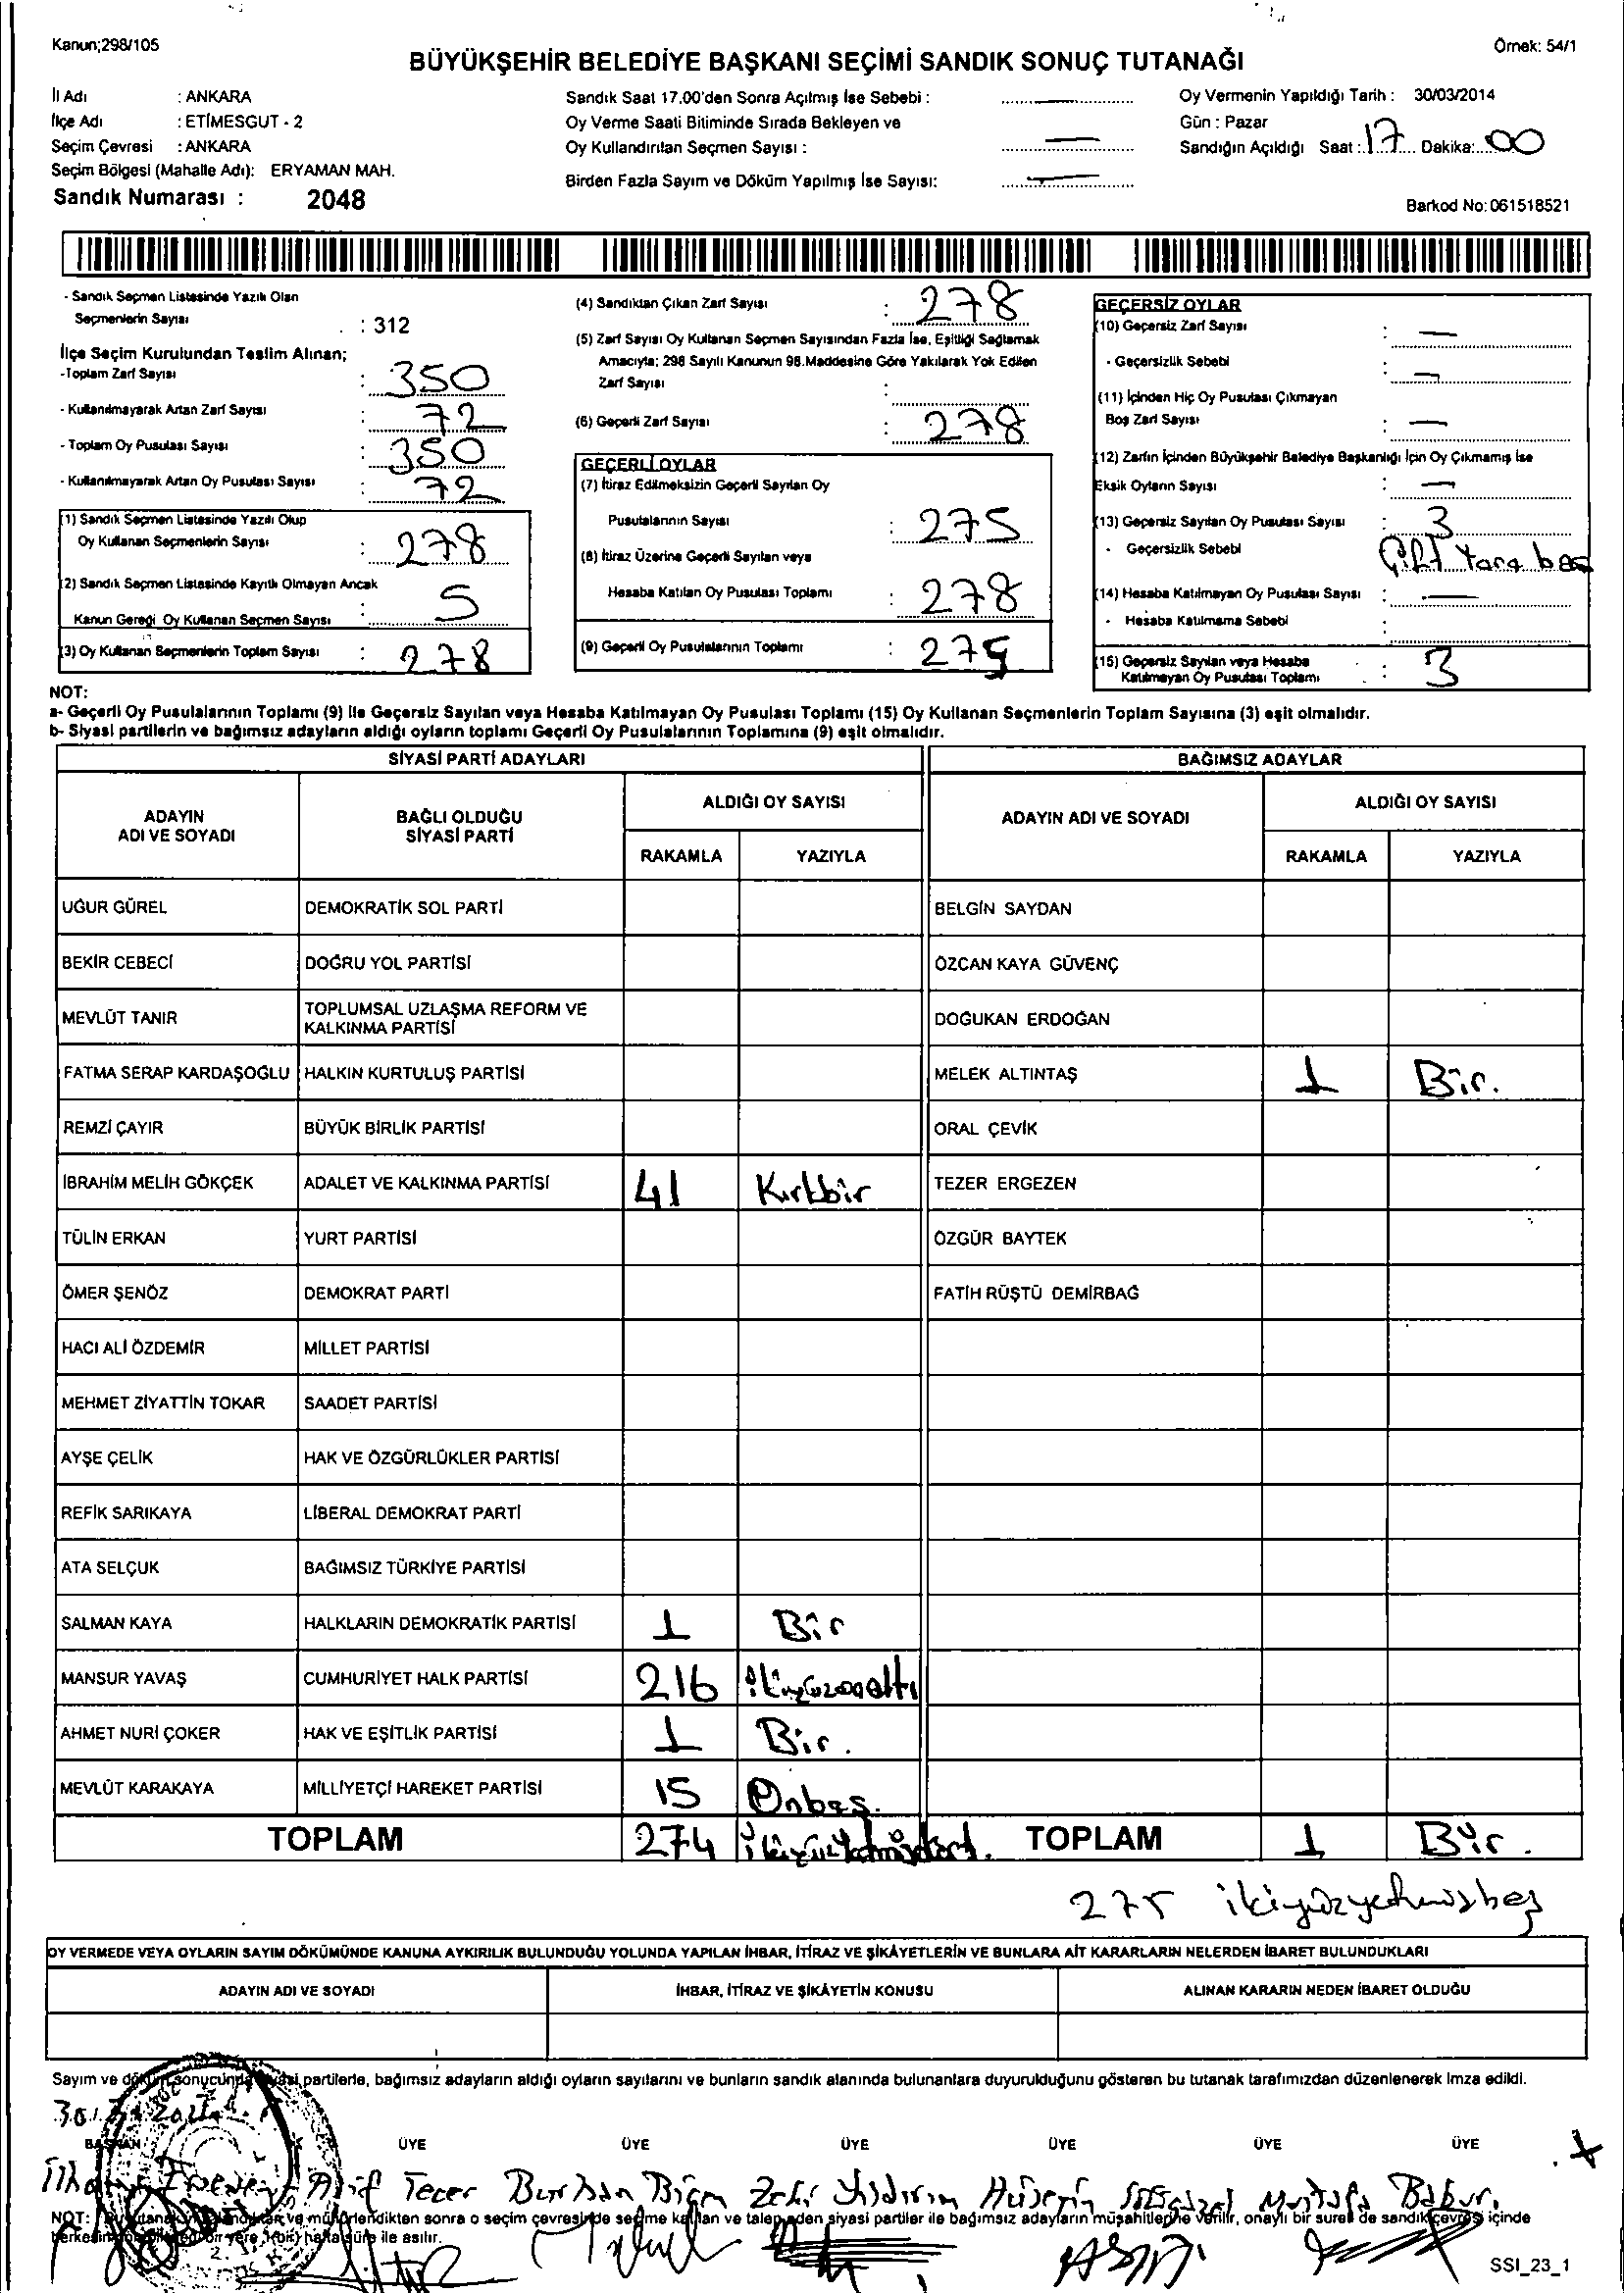 Kanun;298/105
Örnek: 54/1
BÜYÜKŞEHİR BELEDİYE BAŞKANI SEÇİMİ SANDIK SONUÇ TUTANAĞI
İl Adı : ANKARA
İlçe Adı : ETİMESGUT - 2
Seçim Çevresi : ANKARA
Seçim Bölgesi (Mahalle Adı): ERYAMAN MAH.
Sandık Numarası : 2048
Sandık Saat 17.00'den Sonra Açılmış İse Sebebi :
Oy Verme Saati Bitiminde Sırada Bekleyen ve
Oy Kullandırılan Seçmen Sayısı :
Birden Fazla Sayım ve Döküm Yapılmış İse Sayısı:
Oy Vermenin Yapıldığı Tarih : 30/03/2014
Gün : Pazar
Sandığın Açıldığı Saat : 17 Dakika: 00
Barkod No: 061518521
- Sandık Seçmen Listesinde Yazılı Olan
Seçmenlerin Sayısı : 312
İlçe Seçim Kurulundan Teslim Alınan;
-Toplam Zarf Sayısı : 350
- Kullanılmayarak Artan Zarf Sayısı : 72
- Toplam Oy Pusulası Sayısı : 350
- Kullanılmayarak Artan Oy Pusulası Sayısı : 72
(1) Sandık Seçmen Listesinde Yazılı Olup
Oy Kullanan Seçmenlerin Sayısı : 278
(2) Sandık Seçmen Listesinde Kayıtlı Olmayan Ancak
Kanun Gereği Oy Kullanan Seçmen Sayısı : 5
(3) Oy Kullanan Seçmenlerin Toplam Sayısı : 278
(4) Sandıktan Çıkan Zarf Sayısı : 278
(5) Zarf Sayısı Oy Kullanan Seçmen Sayısından Fazla İse, Eşitliği Sağlamak
Amacıyla; 298 Sayılı Kanunun 98.Maddesine Göre Yakılarak Yok Edilen
Zarf Sayısı :
(6) Geçerli Zarf Sayısı : 278
GEÇERLİ OYLAR
(7) İtiraz Edilmeksizin Geçerli Sayılan Oy
Pusulalarının Sayısı : 275
(8) İtiraz Üzerine Geçerli Sayılan veya
Hesaba Katılan Oy Pusulası Toplamı : 278
(9) Geçerli Oy Pusulalarının Toplamı : 275
GEÇERSİZ OYLAR
(10) Geçersiz Zarf Sayısı : —
- Geçersizlik Sebebi : —
(11) İçinden Hiç Oy Pusulası Çıkmayan
Boş Zarf Sayısı : —
(12) Zarfın İçinden Büyükşehir Belediye Başkanlığı İçin Oy Çıkmamış İse
Eksik Oyların Sayısı : —
(13) Geçersiz Sayılan Oy Pusulası Sayısı : 3
- Geçersizlik Sebebi Çift
(14) Hesaba Katılmayan Oy Pusulası Sayısı : —
- Hesaba Katılmama Sebebi :
(15) Geçersiz Sayılan veya Hesaba
Katılmayan Oy Pusulası Toplamı : 3
NOT:
a- Geçerli Oy Pusulalarının Toplamı (9) İle Geçersiz Sayılan veya Hesaba Katılmayan Oy Pusulası Toplamı (15) Oy Kullanan Seçmenlerin Toplam Sayısına (3) eşit olmalıdır.
b- Siyasi partilerin ve bağımsız adayların aldığı oyların toplamı Geçerli Oy Pusulalarının Toplamına (9) eşit olmalıdır.
SİYASİ PARTİ ADAYLARI BAĞIMSIZ ADAYLAR
ADAYIN ADI VE SOYADI BAĞLI OLDUĞU SİYASİ PARTİ ALDIĞI OY SAYISI ADAYIN ADI VE SOYADI ALDIĞI OY SAYISI
RAKAMLA YAZIYLA RAKAMLA YAZIYLA
UĞUR GÜREL DEMOKRATİK SOL PARTİ BELGİN SAYDAN
BEKİR CEBECİ DOĞRU YOL PARTİSİ ÖZCAN KAYA GÜVENÇ
MEVLÜT TANIR TOPLUMSAL UZLAŞMA REFORM VE KALKINMA PARTİSİ DOĞUKAN ERDOĞAN
FATMA SERAP KARDAŞOĞLU HALKIN KURTULUŞ PARTİSİ MELEK ALTINTAŞ 1 Bir.
REMZİ ÇAYIR BÜYÜK BİRLİK PARTİSİ ORAL ÇEVİK
İBRAHİM MELİH GÖKÇEK ADALET VE KALKINMA PARTİSİ 41 Kırkbir TEZER ERGEZEN
TÜLİN ERKAN YURT PARTİSİ ÖZGÜR BAYTEK
ÖMER ŞENÖZ DEMOKRAT PARTİ FATİH RÜŞTÜ DEMİRBAĞ
HACI ALİ ÖZDEMİR MİLLET PARTİSİ
MEHMET ZİYATTİN TOKAR SAADET PARTİSİ
AYŞE ÇELİK HAK VE ÖZGÜRLÜKLER PARTİSİ
REFİK SARIKAYA LİBERAL DEMOKRAT PARTİ
ATA SELÇUK BAĞIMSIZ TÜRKİYE PARTİSİ
SALMAN KAYA HALKLARIN DEMOKRATİK PARTİSİ 1 Bir
MANSUR YAVAŞ CUMHURİYET HALK PARTİSİ 216 ikiyüzonaltı
AHMET NURİ ÇOKER HAK VE EŞİTLİK PARTİSİ 1 Bir.
MEVLÜT KARAKAYA MİLLİYETÇİ HAREKET PARTİSİ 15 Onbeş.
TOPLAM 274 ikiyüzyetmişdört. TOPLAM 1 Bir.
275 ikiyüzyetmişbeş
OY VERMEDE VEYA OYLARIN SAYIM DÖKÜMÜNDE KANUNA AYKIRILIK BULUNDUĞU YOLUNDA YAPILAN İHBAR, İTİRAZ VE ŞİKÂYETLERİN VE BUNLARA AİT KARARLARIN NELERDEN İBARET BULUNDUKLARI
ADAYIN ADI VE SOYADI İHBAR, İTİRAZ VE ŞİKÂYETİN KONUSU ALINAN KARARIN NEDEN İBARET OLDUĞU
Sayım ve döküm sonucunda siyasi partilerle, bağımsız adayların aldığı oyların sayılarını ve bunların sandık alanında bulunanlara duyurulduğunu gösteren bu tutanak tarafımızdan düzenlenerek imza edildi.
BAŞKAN ÜYE ÜYE ÜYE ÜYE ÜYE ÜYE
Arif Tecer Burhan Zeki Yıldırım Hüseyin Mustafa
NOT: sonra o seçim çevresinde seçime katılan ve talep eden siyasi partiler ile bağımsız adayların müşahitlerine verilir, onaylı bir sureti de sandık çevresi içinde
süre ile asılır.
SSI_23_1